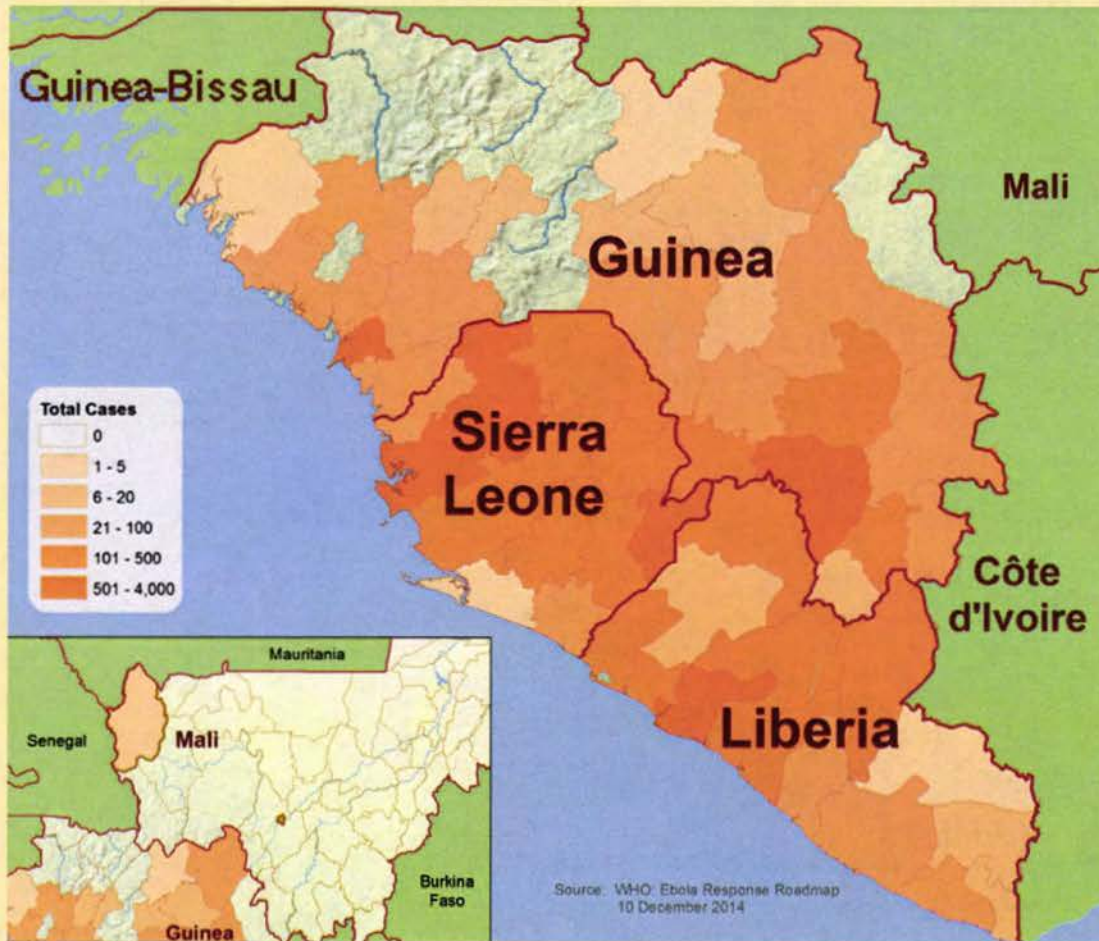 Guinea-Bissau
Mali
Guinea
Total Cases
0
1 - 5
6 - 20
21 - 100
101 - 500
501 - 4,000
Sierra
Leone
Côte
d'Ivoire
Liberia
Mauritania
Senegal
Mali
Burkina
Faso
Guinea
Source: WHO: Ebola Response Roadmap
10 December 2014